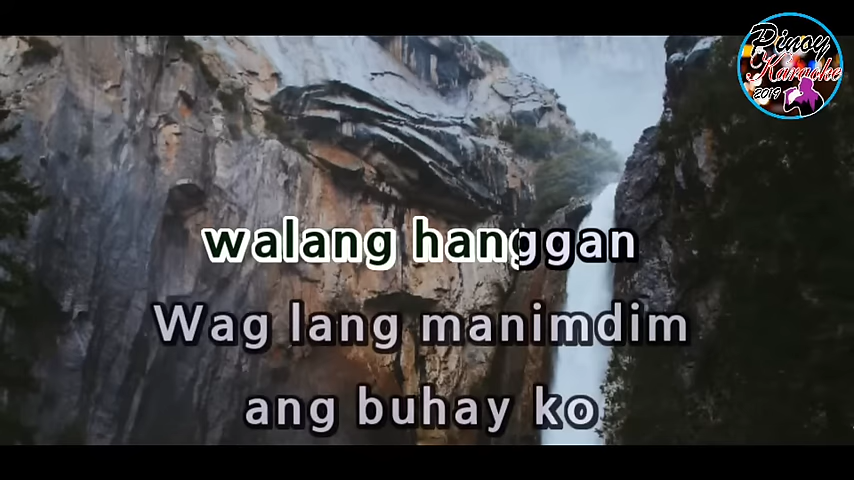 Pinoy
Karaoke
2019
walang hanggan
Wag lang manimdim
ang buhay ko